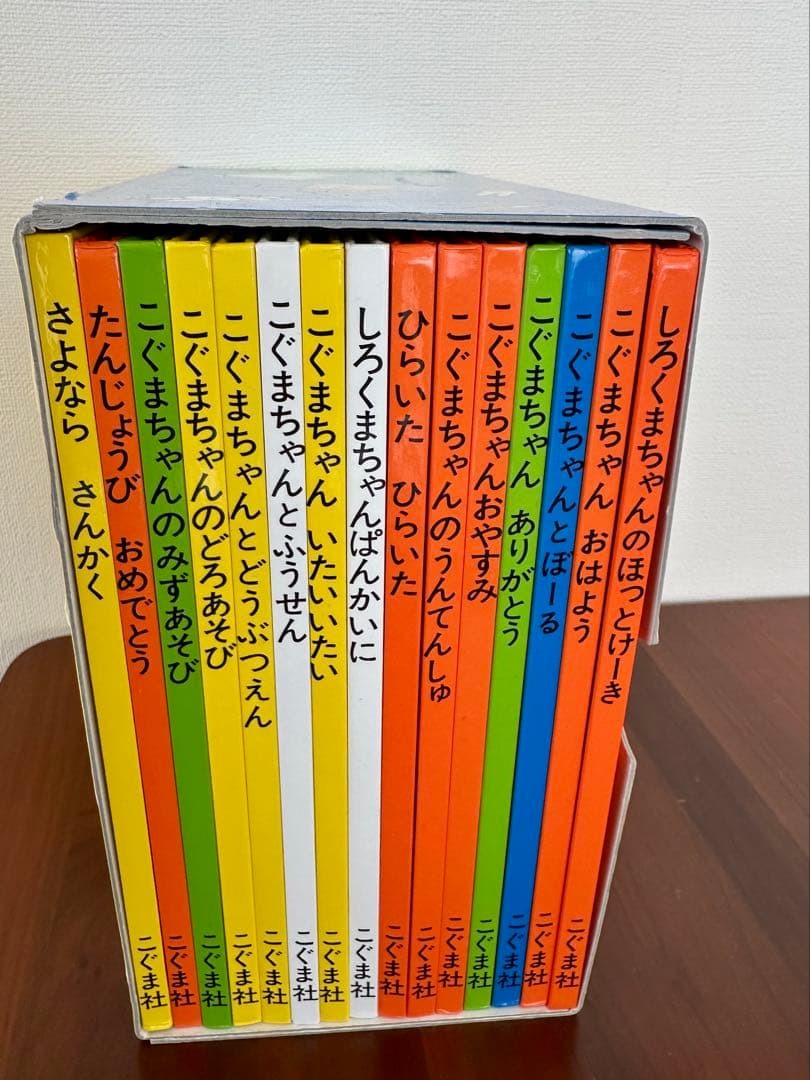 さよなら さんかく
こぐま社
たんじょうび おめでとう
こぐま社
こぐまちゃんのみずあそび
こぐま社
こぐまちゃんのどろあそび
こぐま社
こぐまちゃんとどうぶつえん
こぐま社
こぐまちゃんとふうせん
こぐま社
こぐまちゃん いたいいたい
こぐま社
しろくまちゃんぱんかいに
こぐま社
ひらいた ひらいた
こぐま社
こぐまちゃんのうんてんしゅ
こぐま社
こぐまちゃんおやすみ
こぐま社
こぐまちゃん ありがとう
こぐま社
こぐまちゃんとぼーる
こぐま社
こぐまちゃん おはよう
こぐま社
しろくまちゃんのほっとけーき
こぐま社